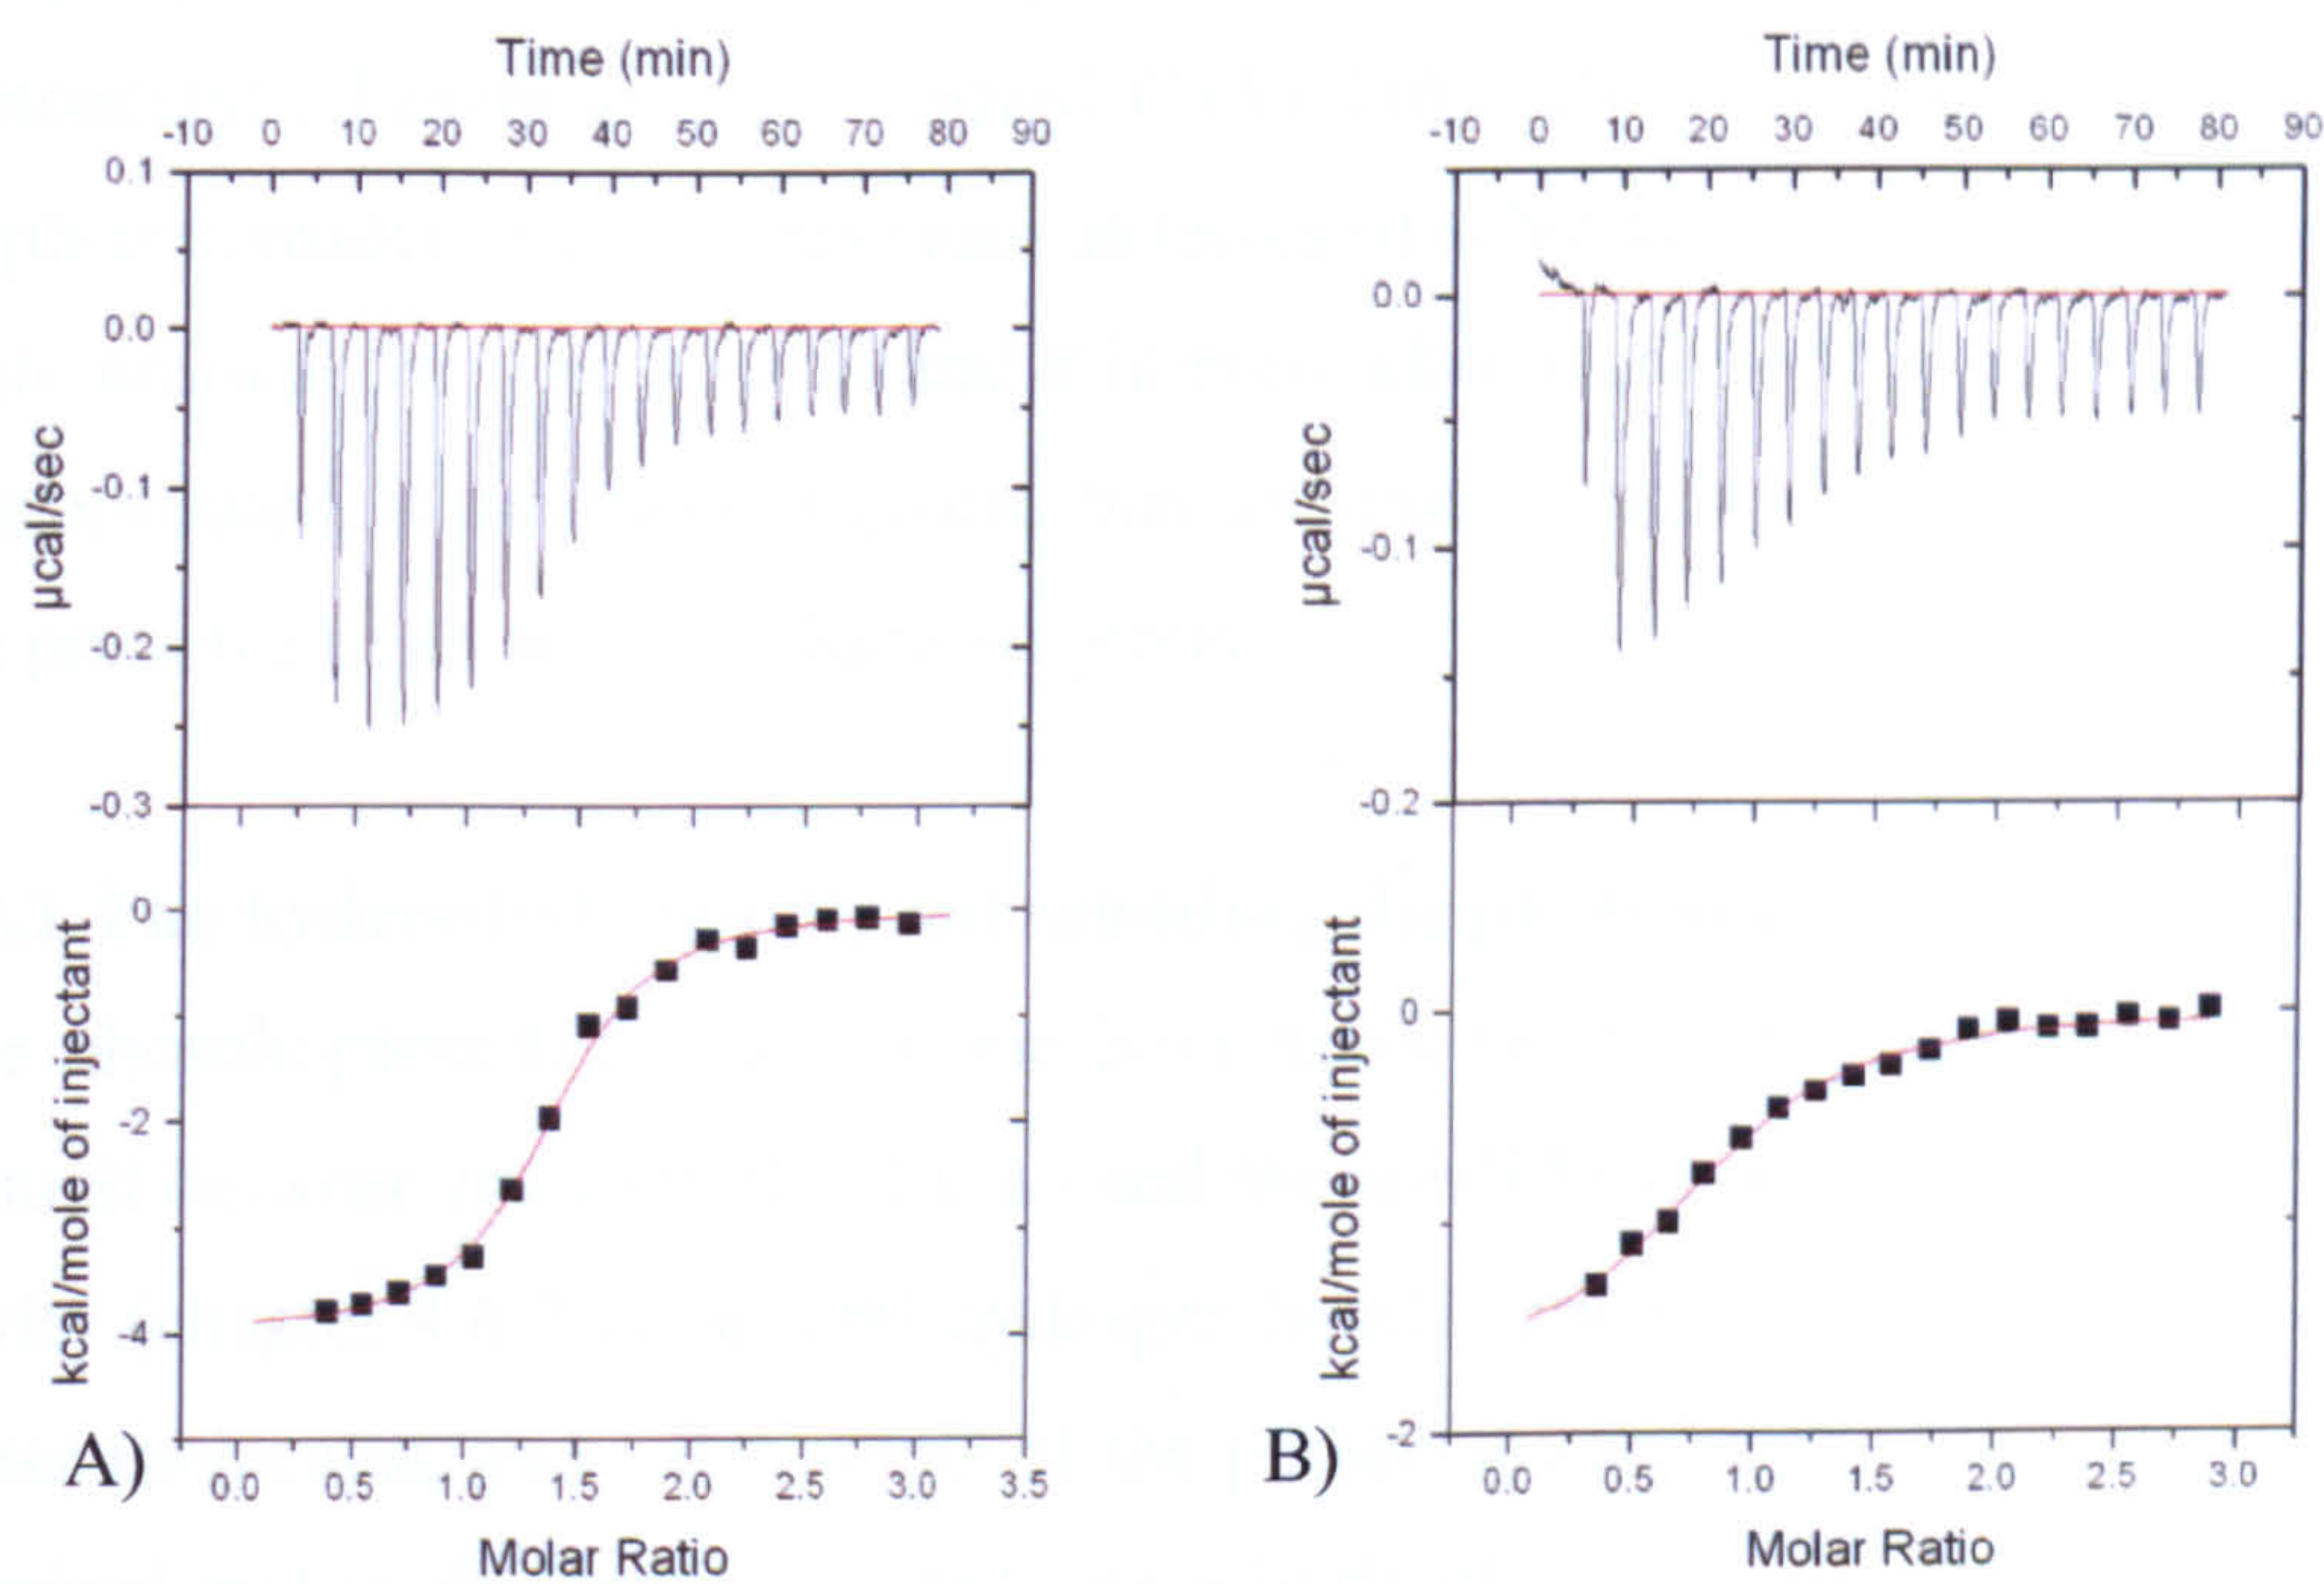 Time (min)
-10 0 10 20 30 40 50 60 70 80 90
0.1
0.0
-0.1
-0.2
-0.3
µcal/sec
0
-2
-4
kcal/mole of injectant
A)
0.0 0.5 1.0 1.5 2.0 2.5 3.0 3.5
Molar Ratio
Time (min)
-10 0 10 20 30 40 50 60 70 80 90
0.0
-0.1
-0.2
µcal/sec
0
-2
kcal/mole of injectant
B)
0.0 0.5 1.0 1.5 2.0 2.5 3.0
Molar Ratio